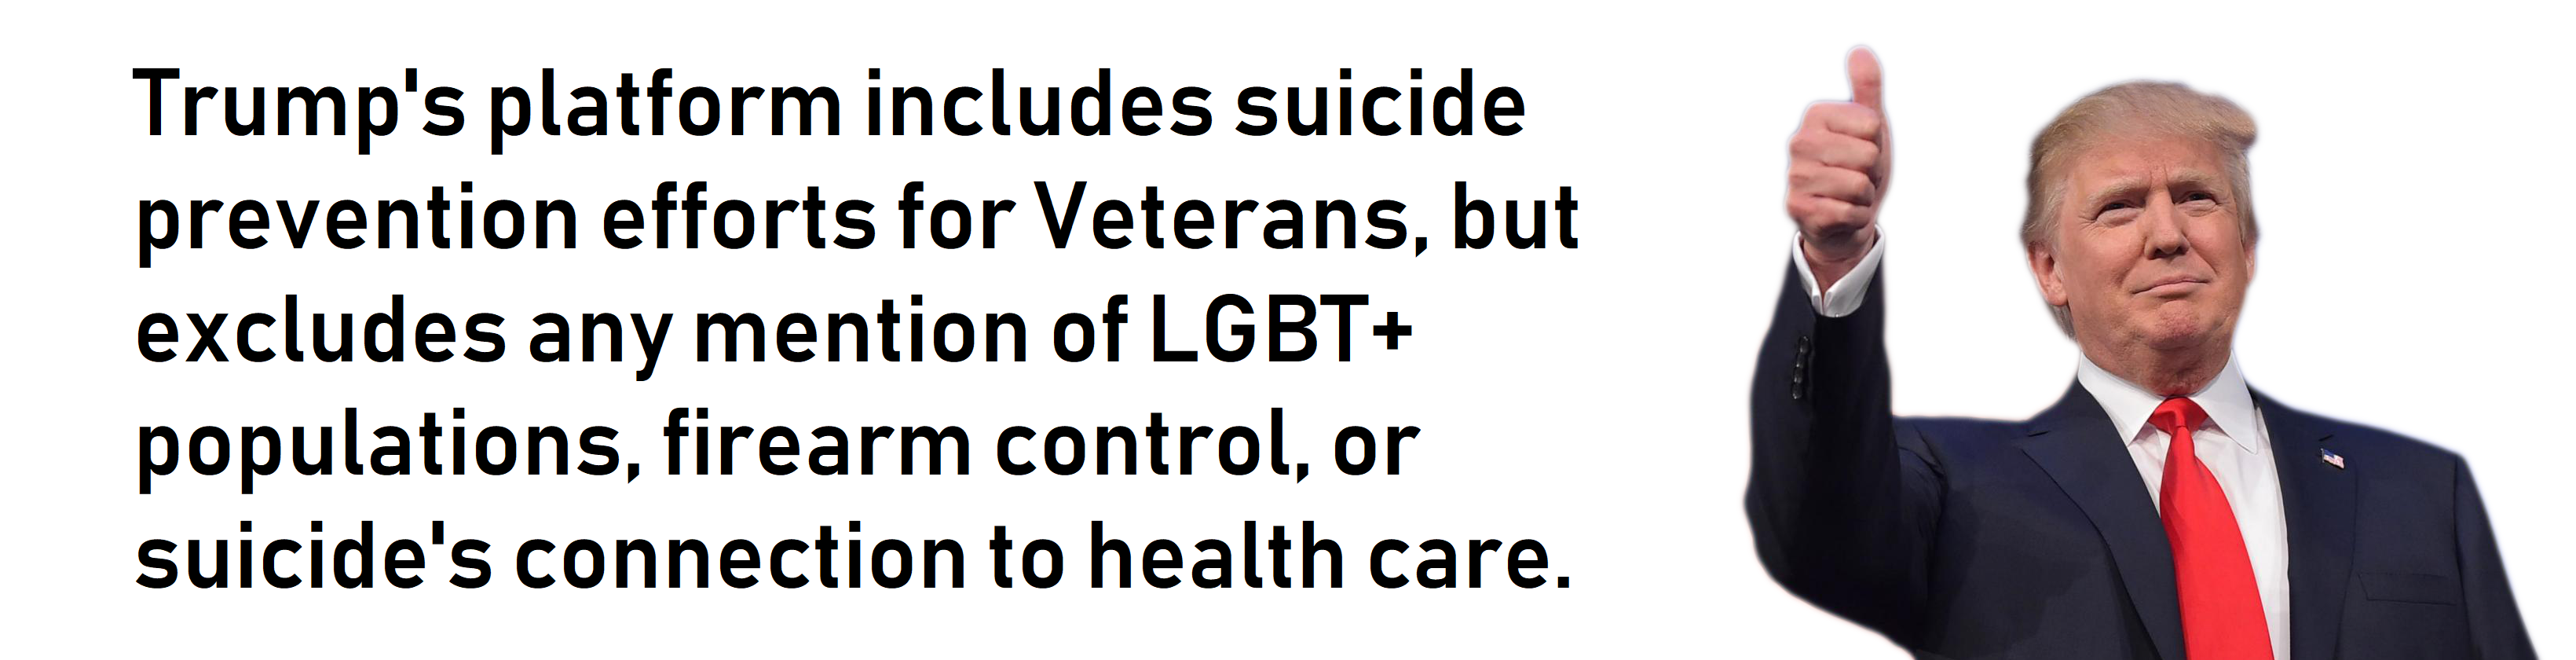 Trump's platform includes suicide
prevention efforts for Veterans, but
excludes any mention of LGBT+
populations, firearm control, or
suicide's connection to health care.